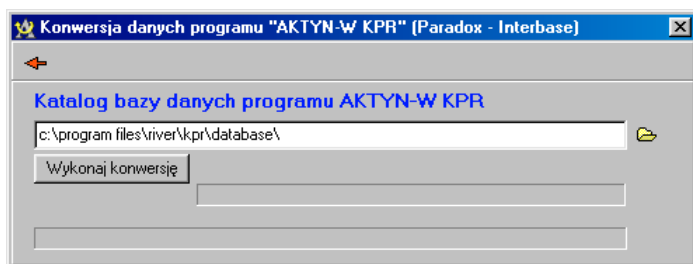 Konwersja danych programu "AKTYN-W KPR" (Paradox - Interbase)
Katalog bazy danych programu AKTYN-W KPR
c:\program files\river\kpr\database\
Wykonaj konwersję